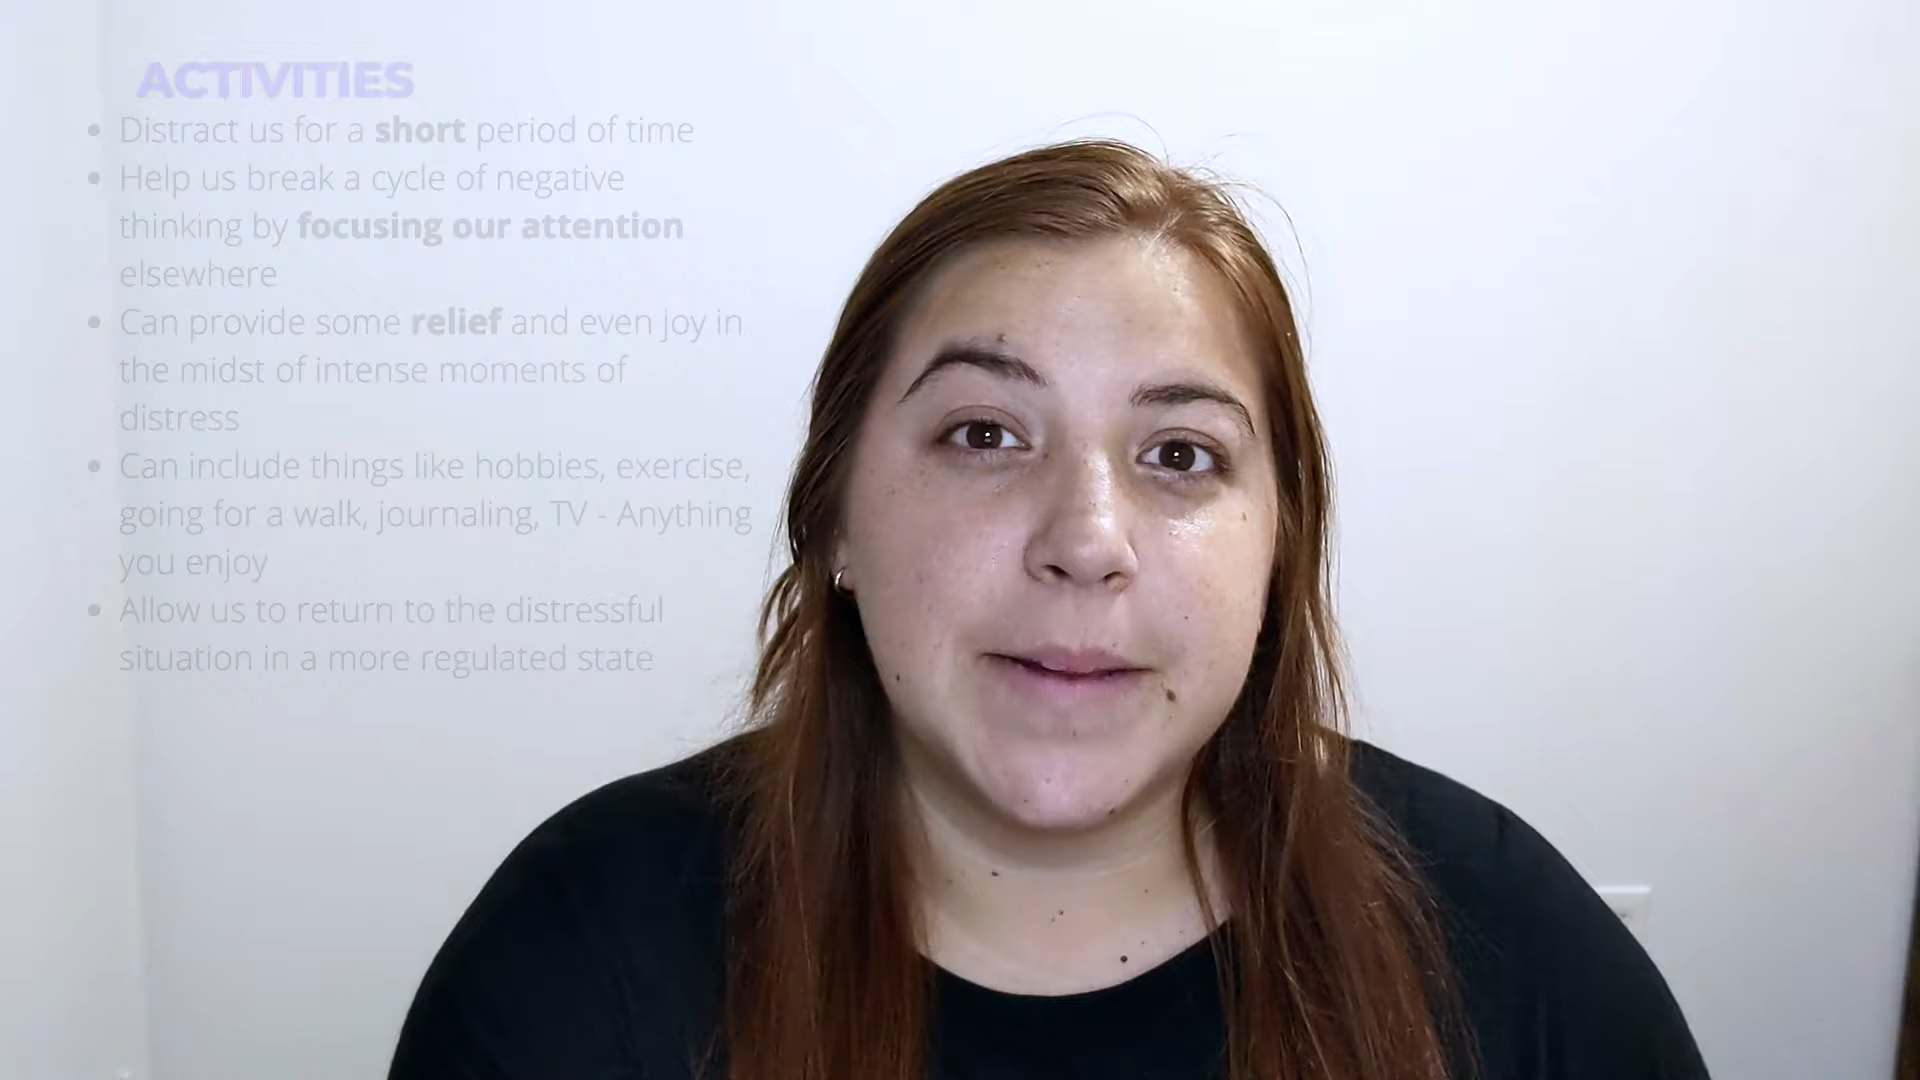 ACTIVITIES
• Distract us for a short period of time
• Help us break a cycle of negative
thinking by focusing our attention
elsewhere
• Can provide some relief and even joy in
the midst of intense moments of
distress
• Can include things like hobbies, exercise,
going for a walk, journaling, TV - Anything
you enjoy
• Allow us to return to the distressful
situation in a more regulated state